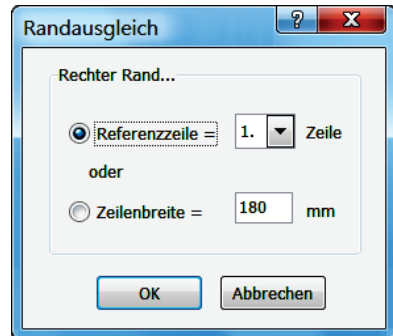 Randausgleich ? X
Rechter Rand...
Referenzzeile = 1. Zeile
oder
Zeilenbreite = 180 mm
OK Abbrechen